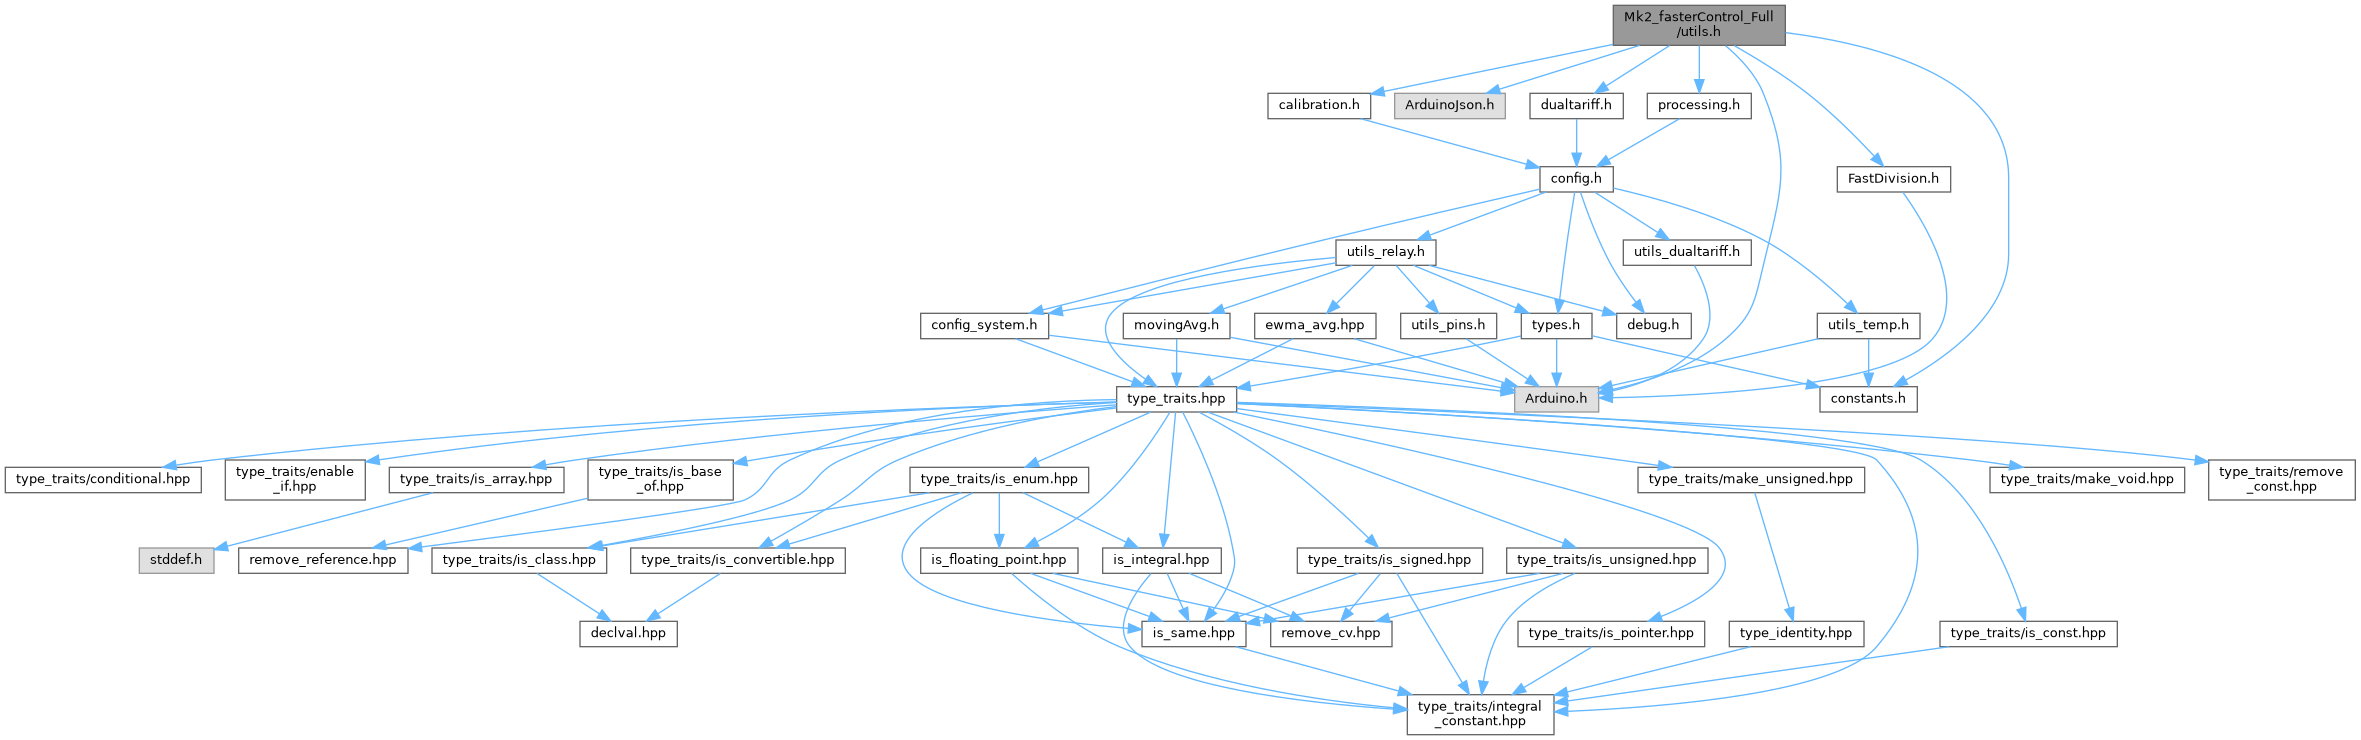 Mk2_fasterControl_Full
/utils.h
calibration.h
ArduinoJson.h
dualtariff.h
processing.h
config.h
FastDivision.h
utils_relay.h
utils_dualtariff.h
config_system.h
movingAvg.h
ewma_avg.hpp
utils_pins.h
types.h
debug.h
utils_temp.h
type_traits.hpp
Arduino.h
constants.h
type_traits/conditional.hpp
type_traits/enable
_if.hpp
type_traits/is_array.hpp
type_traits/is_base
_of.hpp
type_traits/is_enum.hpp
type_traits/make_unsigned.hpp
type_traits/make_void.hpp
type_traits/remove
_const.hpp
stddef.h
remove_reference.hpp
type_traits/is_class.hpp
type_traits/is_convertible.hpp
is_floating_point.hpp
is_integral.hpp
type_traits/is_signed.hpp
type_traits/is_unsigned.hpp
declval.hpp
is_same.hpp
remove_cv.hpp
type_traits/is_pointer.hpp
type_identity.hpp
type_traits/is_const.hpp
type_traits/integral
_constant.hpp